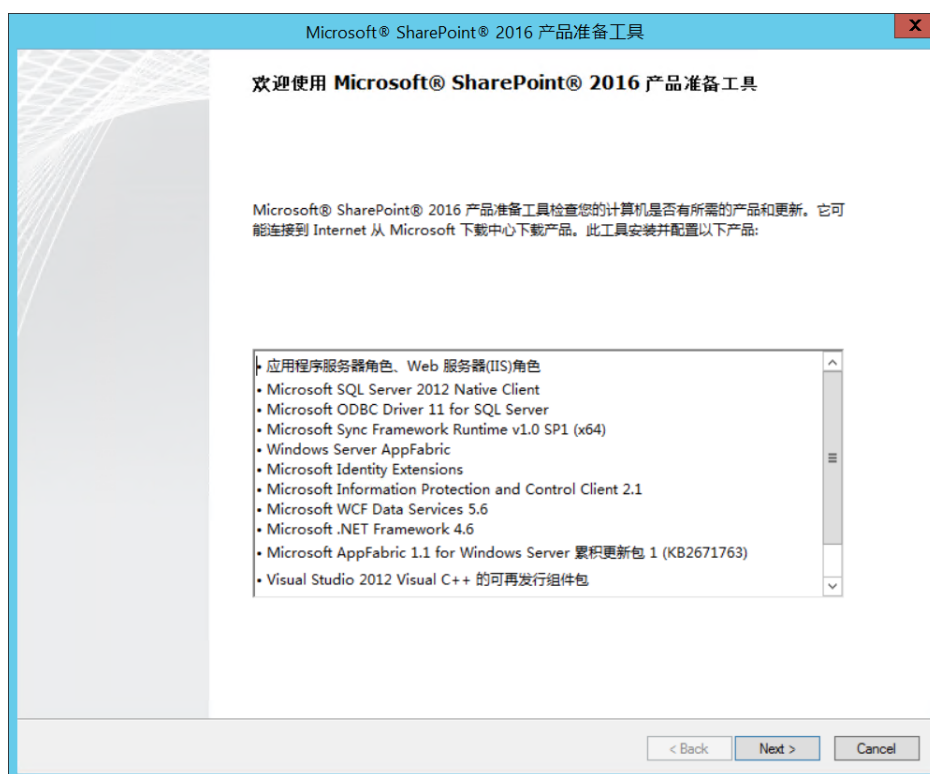 Microsoft® SharePoint® 2016 产品准备工具
X
欢迎使用 Microsoft® SharePoint® 2016 产品准备工具
Microsoft® SharePoint® 2016 产品准备工具检查您的计算机是否有所需的产品和更新。它可
能连接到 Internet 从 Microsoft 下载中心下载产品。此工具安装并配置以下产品:
• 应用程序服务器角色、Web 服务器(IIS)角色
• Microsoft SQL Server 2012 Native Client
• Microsoft ODBC Driver 11 for SQL Server
• Microsoft Sync Framework Runtime v1.0 SP1 (x64)
• Windows Server AppFabric
• Microsoft Identity Extensions
• Microsoft Information Protection and Control Client 2.1
• Microsoft WCF Data Services 5.6
• Microsoft .NET Framework 4.6
• Microsoft AppFabric 1.1 for Windows Server 累积更新包 1 (KB2671763)
• Visual Studio 2012 Visual C++ 的可再发行组件包
< Back Next > Cancel